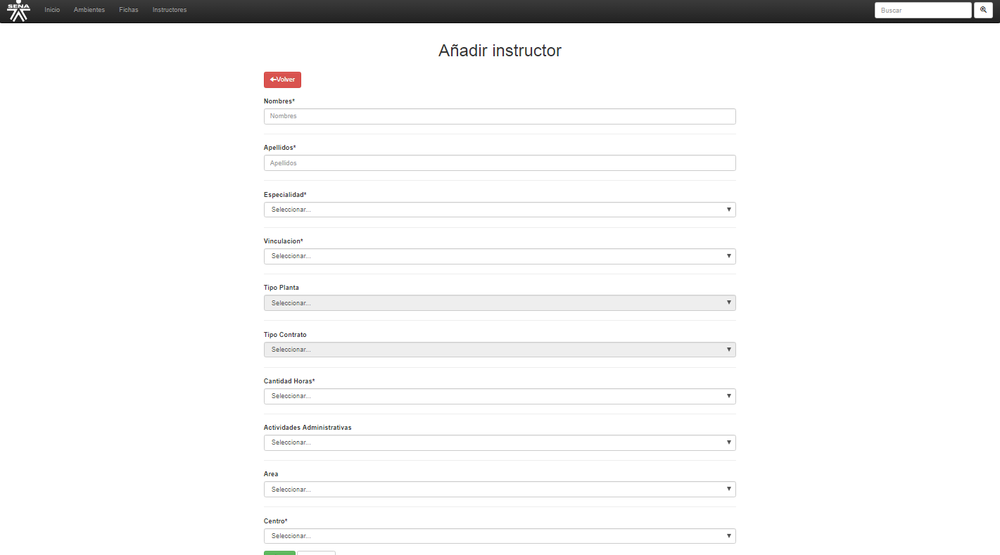 SENA Inicio Ambientes Fichas Instructores Buscar
Añadir instructor
Volver
Nombres*
Nombres
Apellidos*
Apellidos
Especialidad*
Seleccionar...
Vinculacion*
Seleccionar...
Tipo Planta
Seleccionar...
Tipo Contrato
Seleccionar...
Cantidad Horas*
Seleccionar...
Actividades Administrativas
Seleccionar...
Area
Seleccionar...
Centro*
Seleccionar...